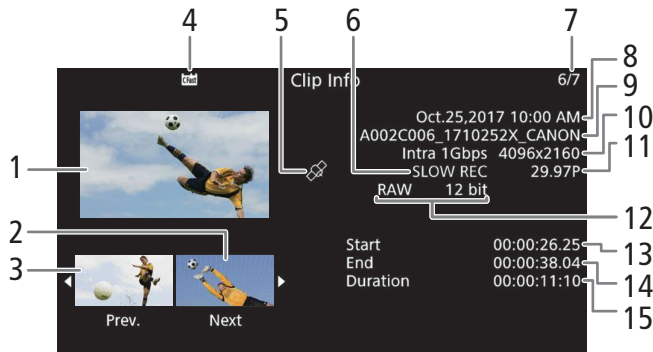 4 5 6 7
CFast Clip Info 6/7
8
Oct.25,2017 10:00 AM
9
A002C006_1710252X_CANON
10
Intra 1Gbps 4096x2160
11
SLOW REC 29.97P
RAW 12 bit
12
1
2
3
Prev. Next
Start 00:00:26.25
13
End 00:00:38.04
14
Duration 00:00:11:10
15